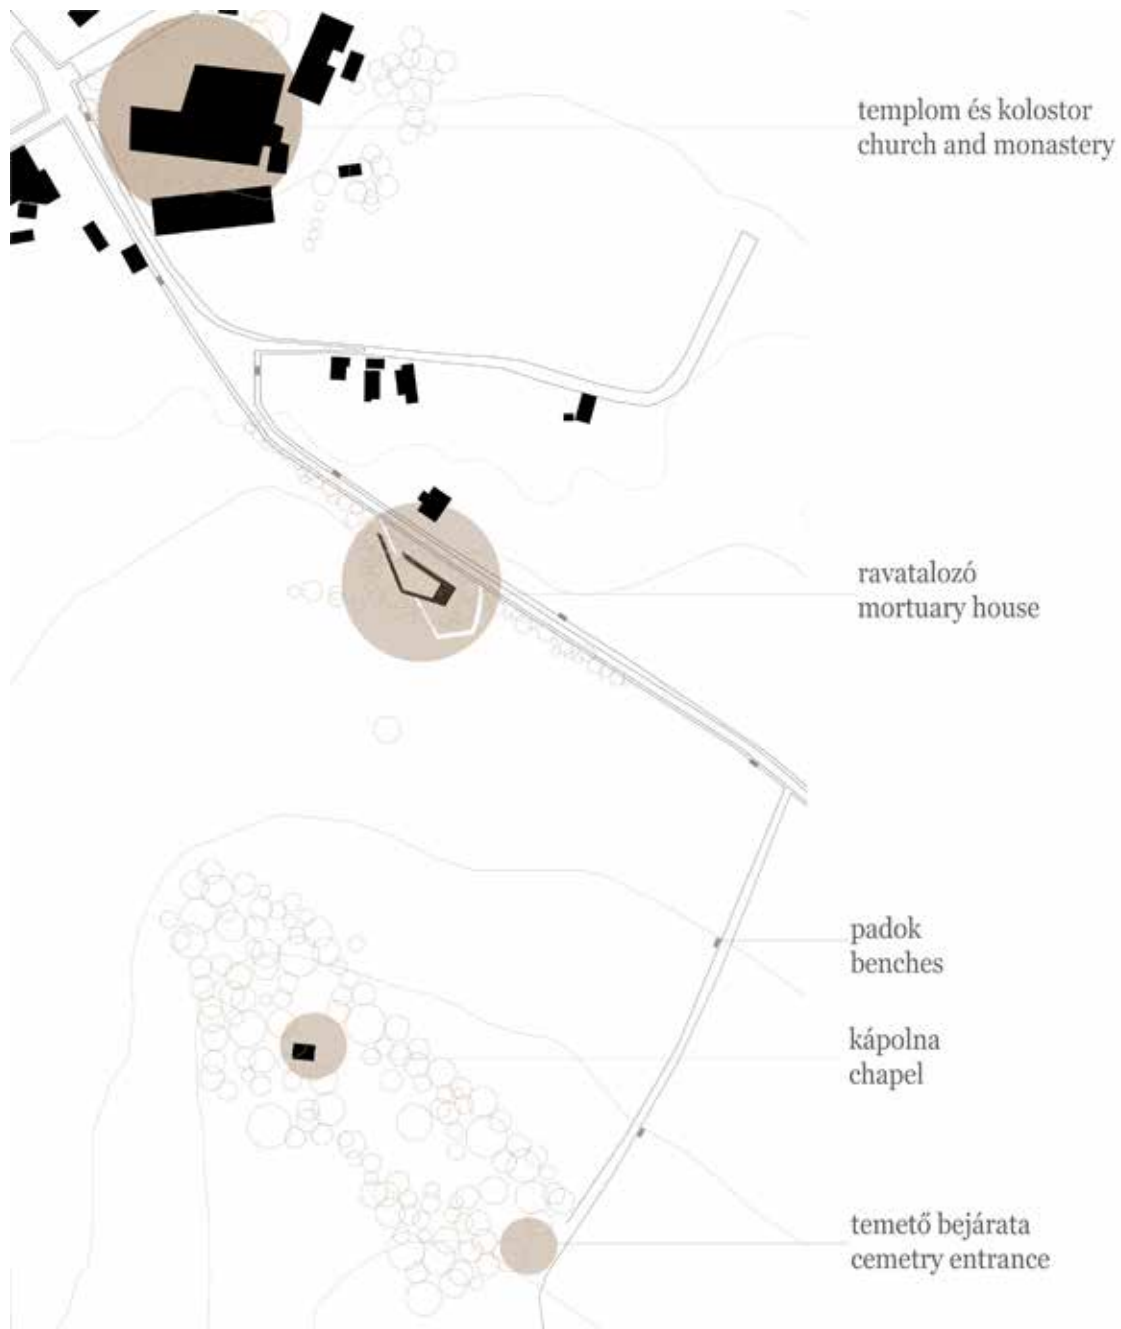 templom és kolostor
church and monastery
ravatalozó
mortuary house
padok
benches
kápolna
chapel
temető bejárata
cemetry entrance